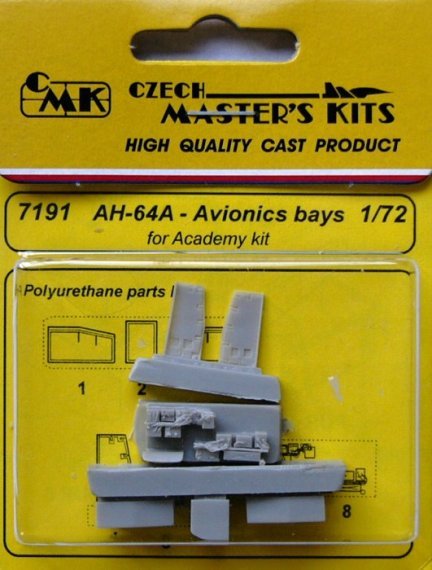 CMK
CZECH
MASTER'S KITS
HIGH QUALITY CAST PRODUCT
7191 AH-64A - Avionics bays 1/72
for Academy kit
Polyurethane parts
1 2
8